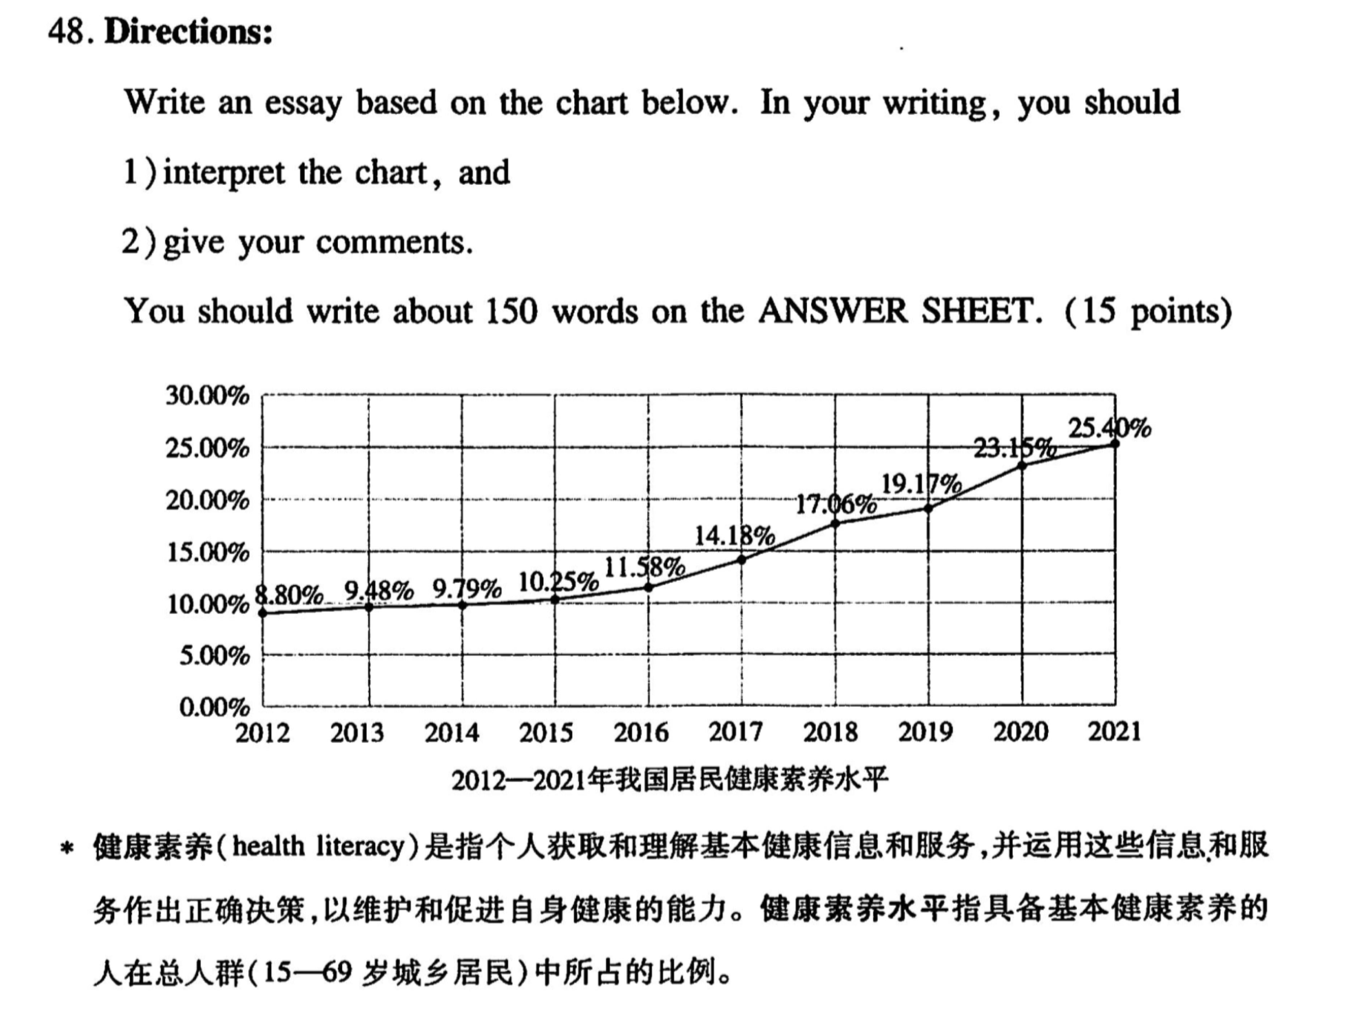 48. Directions:
Write an essay based on the chart below. In your writing, you should
1) interpret the chart, and
2) give your comments.
You should write about 150 words on the ANSWER SHEET. (15 points)
30.00%
25.00%
20.00%
15.00%
10.00%
5.00%
0.00%
8.80% 9.48% 9.79% 10.25% 11.58% 14.18% 17.06% 19.17% 23.15% 25.40%
2012 2013 2014 2015 2016 2017 2018 2019 2020 2021
2012—2021年我国居民健康素养水平
* 健康素养(health literacy)是指个人获取和理解基本健康信息和服务,并运用这些信息和服
务作出正确决策,以维护和促进自身健康的能力。健康素养水平指具备基本健康素养的
人在总人群(15—69 岁城乡居民)中所占的比例。